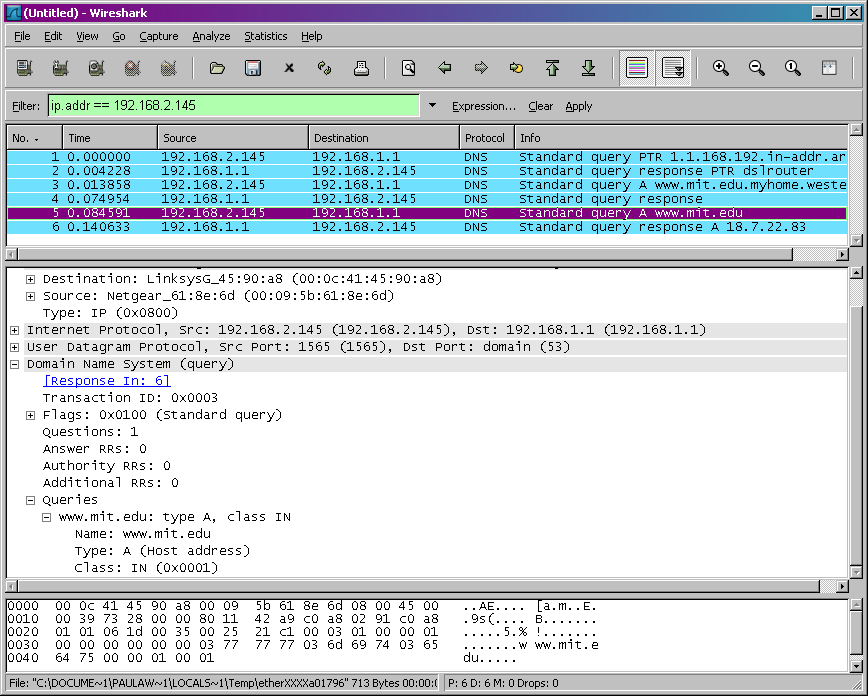 (Untitled) - Wireshark
File Edit View Go Capture Analyze Statistics Help
Filter: ip.addr == 192.168.2.145 Expression... Clear Apply
No. Time Source Destination Protocol Info
1 0.000000 192.168.2.145 192.168.1.1 DNS Standard query PTR 1.1.168.192.in-addr.ar
2 0.004228 192.168.1.1 192.168.2.145 DNS Standard query response PTR dslrouter
3 0.013858 192.168.2.145 192.168.1.1 DNS Standard query A www.mit.edu.myhome.weste
4 0.074954 192.168.1.1 192.168.2.145 DNS Standard query response
5 0.084591 192.168.2.145 192.168.1.1 DNS Standard query A www.mit.edu
6 0.140633 192.168.1.1 192.168.2.145 DNS Standard query response A 18.7.22.83
Destination: LinksysG_45:90:a8 (00:0c:41:45:90:a8)
Source: Netgear_61:8e:6d (00:09:5b:61:8e:6d)
Type: IP (0x0800)
Internet Protocol, Src: 192.168.2.145 (192.168.2.145), Dst: 192.168.1.1 (192.168.1.1)
User Datagram Protocol, Src Port: 1565 (1565), Dst Port: domain (53)
Domain Name System (query)
[Response In: 6]
Transaction ID: 0x0003
Flags: 0x0100 (Standard query)
Questions: 1
Answer RRs: 0
Authority RRs: 0
Additional RRs: 0
Queries
www.mit.edu: type A, class IN
Name: www.mit.edu
Type: A (Host address)
Class: IN (0x0001)
0000 00 0c 41 45 90 a8 00 09 5b 61 8e 6d 08 00 45 00 ..AE.... [a.m..E.
0010 00 39 73 28 00 00 80 11 42 a9 c0 a8 02 91 c0 a8 .9s(.... B.......
0020 01 01 06 1d 00 35 00 25 21 c1 00 03 01 00 00 01 .....5.% !.......
0030 00 00 00 00 00 00 03 77 77 77 03 6d 69 74 03 65 .......w ww.mit.e
0040 64 75 00 00 01 00 01 du.....
File: "C:\DOCUME~1\PAULAW~1\LOCALS~1\Temp\etherXXXXa01796" 713 Bytes 00:00:0 P: 6 D: 6 M: 0 Drops: 0